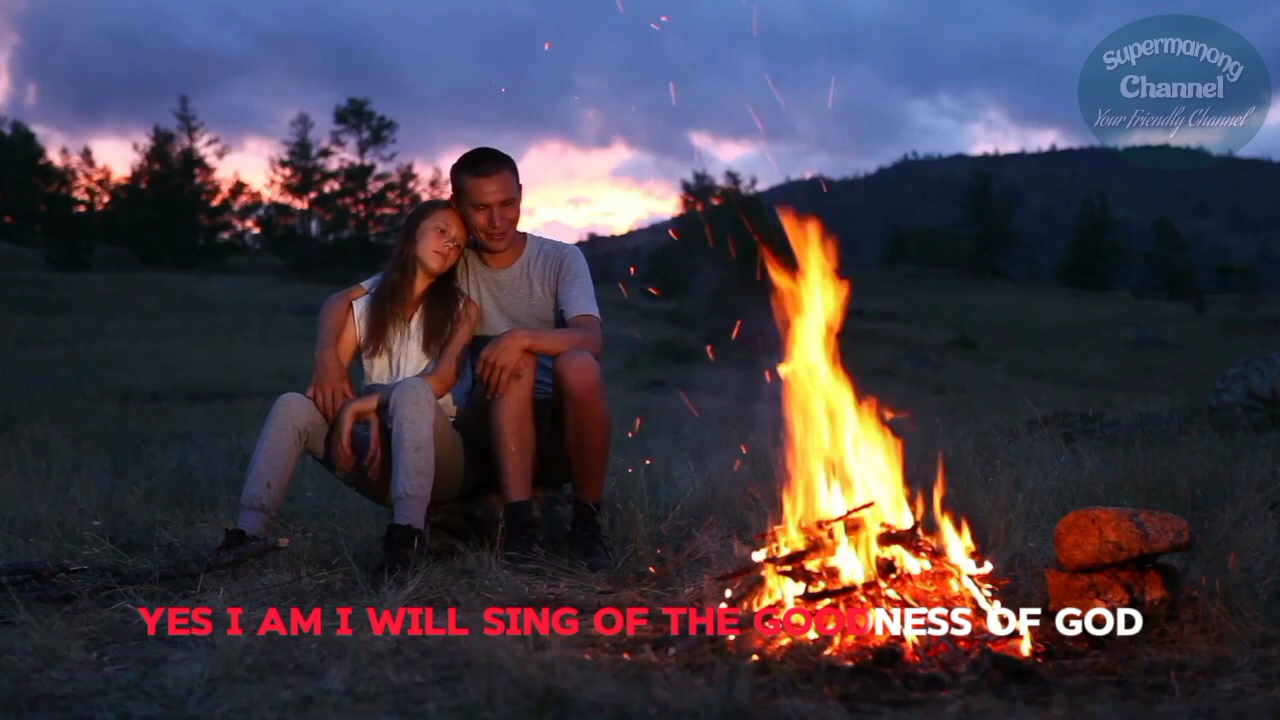 Supermanong
Channel
Your Friendly Channel
YES I AM I WILL SING OF THE GOODNESS OF GOD